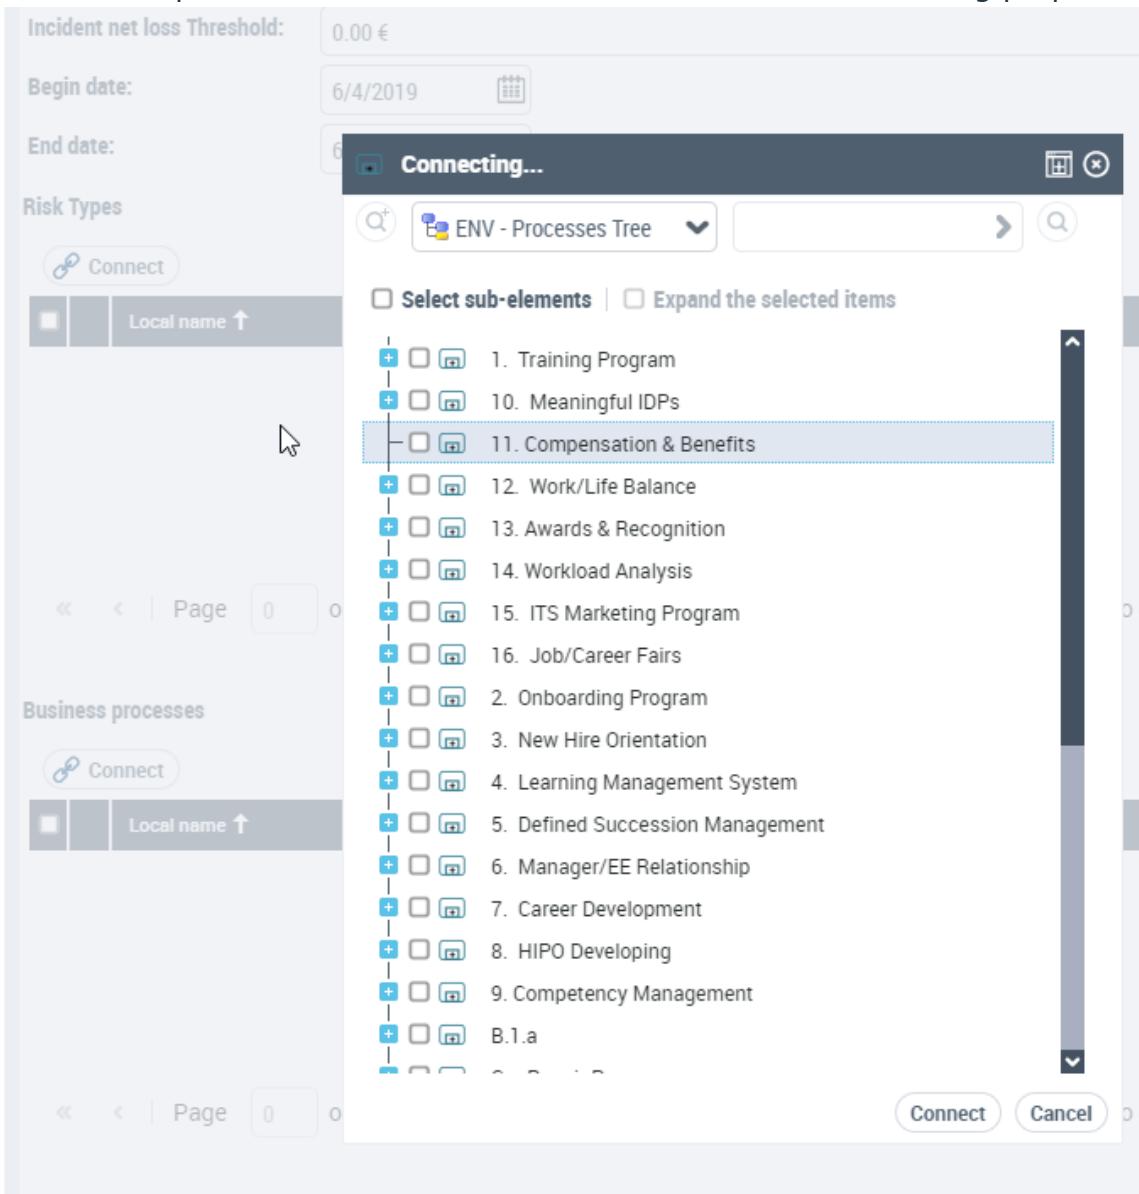 Incident net loss Threshold: 0.00 €
Begin date: 6/4/2019
End date: 6
Connecting...
Risk Types
ENV - Processes Tree
Connect
Select sub-elements Expand the selected items
Local name
1. Training Program
10. Meaningful IDPs
11. Compensation & Benefits
12. Work/Life Balance
13. Awards & Recognition
14. Workload Analysis
15. ITS Marketing Program
Page 0 o
16. Job/Career Fairs
2. Onboarding Program
Business processes
3. New Hire Orientation
Connect
4. Learning Management System
Local name
5. Defined Succession Management
6. Manager/EE Relationship
7. Career Development
8. HIPO Developing
9. Competency Management
B.1.a
Page 0 o
Connect Cancel